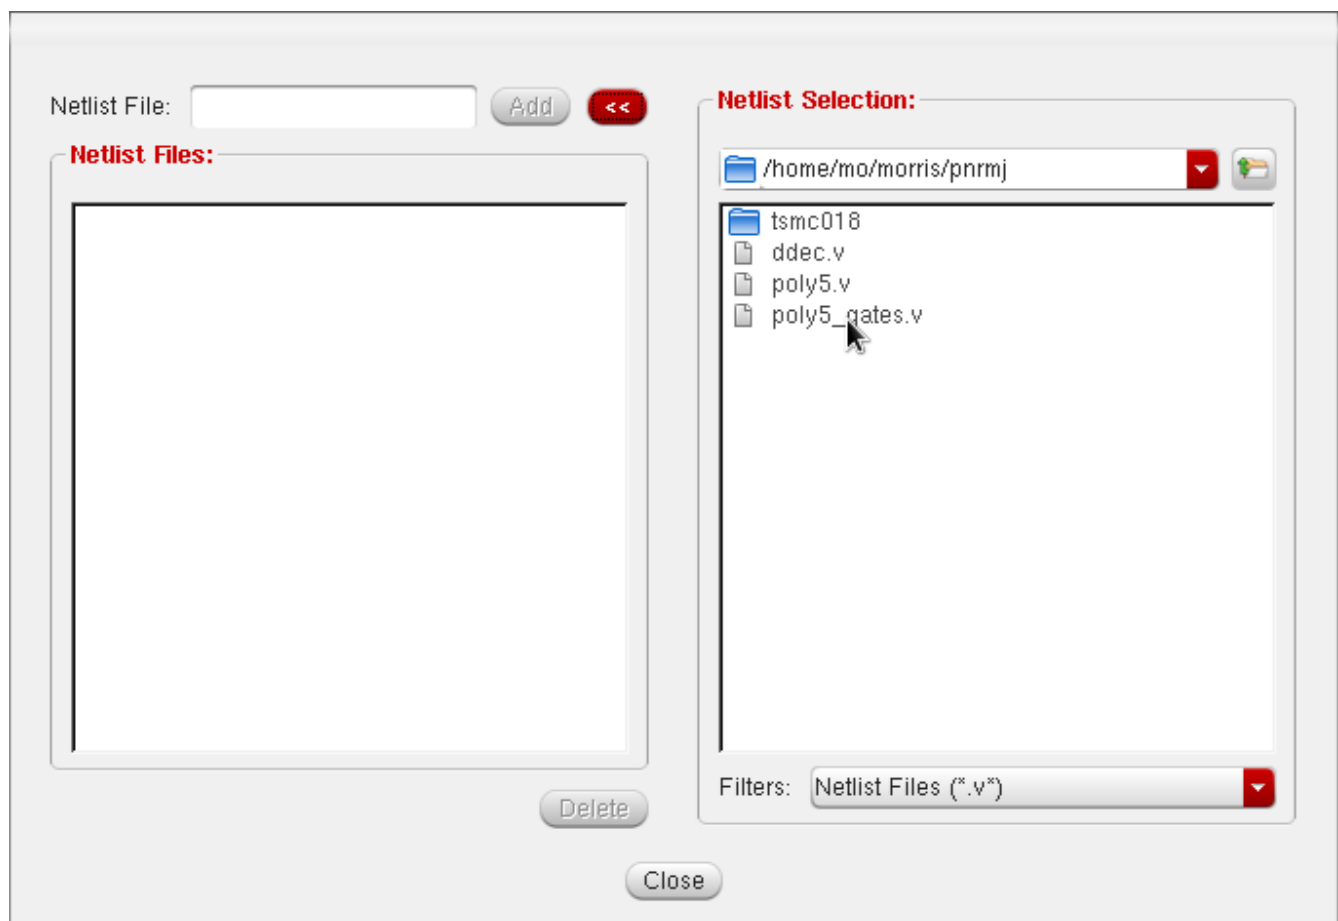 Netlist File:
Add
<<
Netlist Files:
Delete
Netlist Selection:
/home/mo/morris/pnrmj
tsmc018
ddec.v
poly5.v
poly5_gates.v
Filters: Netlist Files (*.v*)
Close